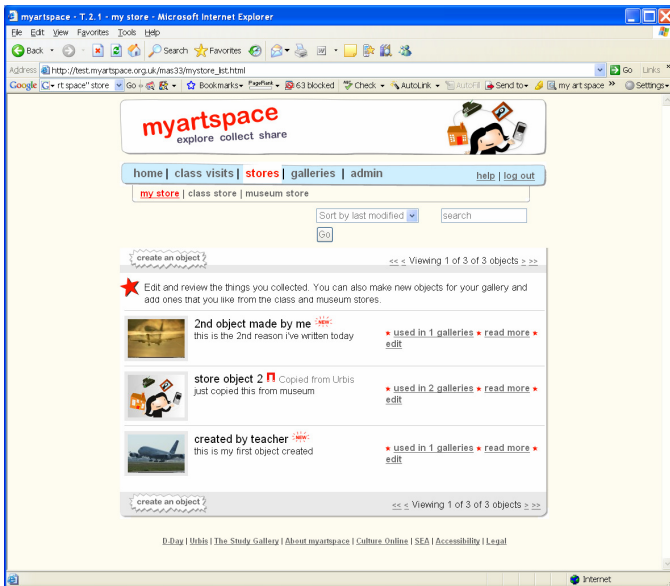 myartspace - T.2.1 - my store - Microsoft Internet Explorer
File Edit View Favorites Tools Help
Back Search Favorites
Address http://test.myartspace.org.uk/mas33/mystore_list.html Go Links »
Google G rt space" store Go Bookmarks PageRank 63 blocked Check AutoLink AutoFill Send to my art space » Settings
myartspace
explore collect share
home | class visits | stores | galleries | admin help | log out
my store | class store | museum store
Sort by last modified search
Go
create an object << < Viewing 1 of 3 of 3 objects > >>
Edit and review the things you collected. You can also make new objects for your gallery and
add ones that you like from the class and museum stores.
2nd object made by me NEW
this is the 2nd reason i've written today
★ used in 1 galleries ★ read more ★
edit
store object 2 Copied from Urbis
just copied this from museum
★ used in 2 galleries ★ read more ★
edit
created by teacher NEW
this is my first object created
★ used in 1 galleries ★ read more ★
edit
create an object << < Viewing 1 of 3 of 3 objects > >>
D-Day | Urbis | The Study Gallery | About myartspace | Culture Online | SEA | Accessibility | Legal
Internet